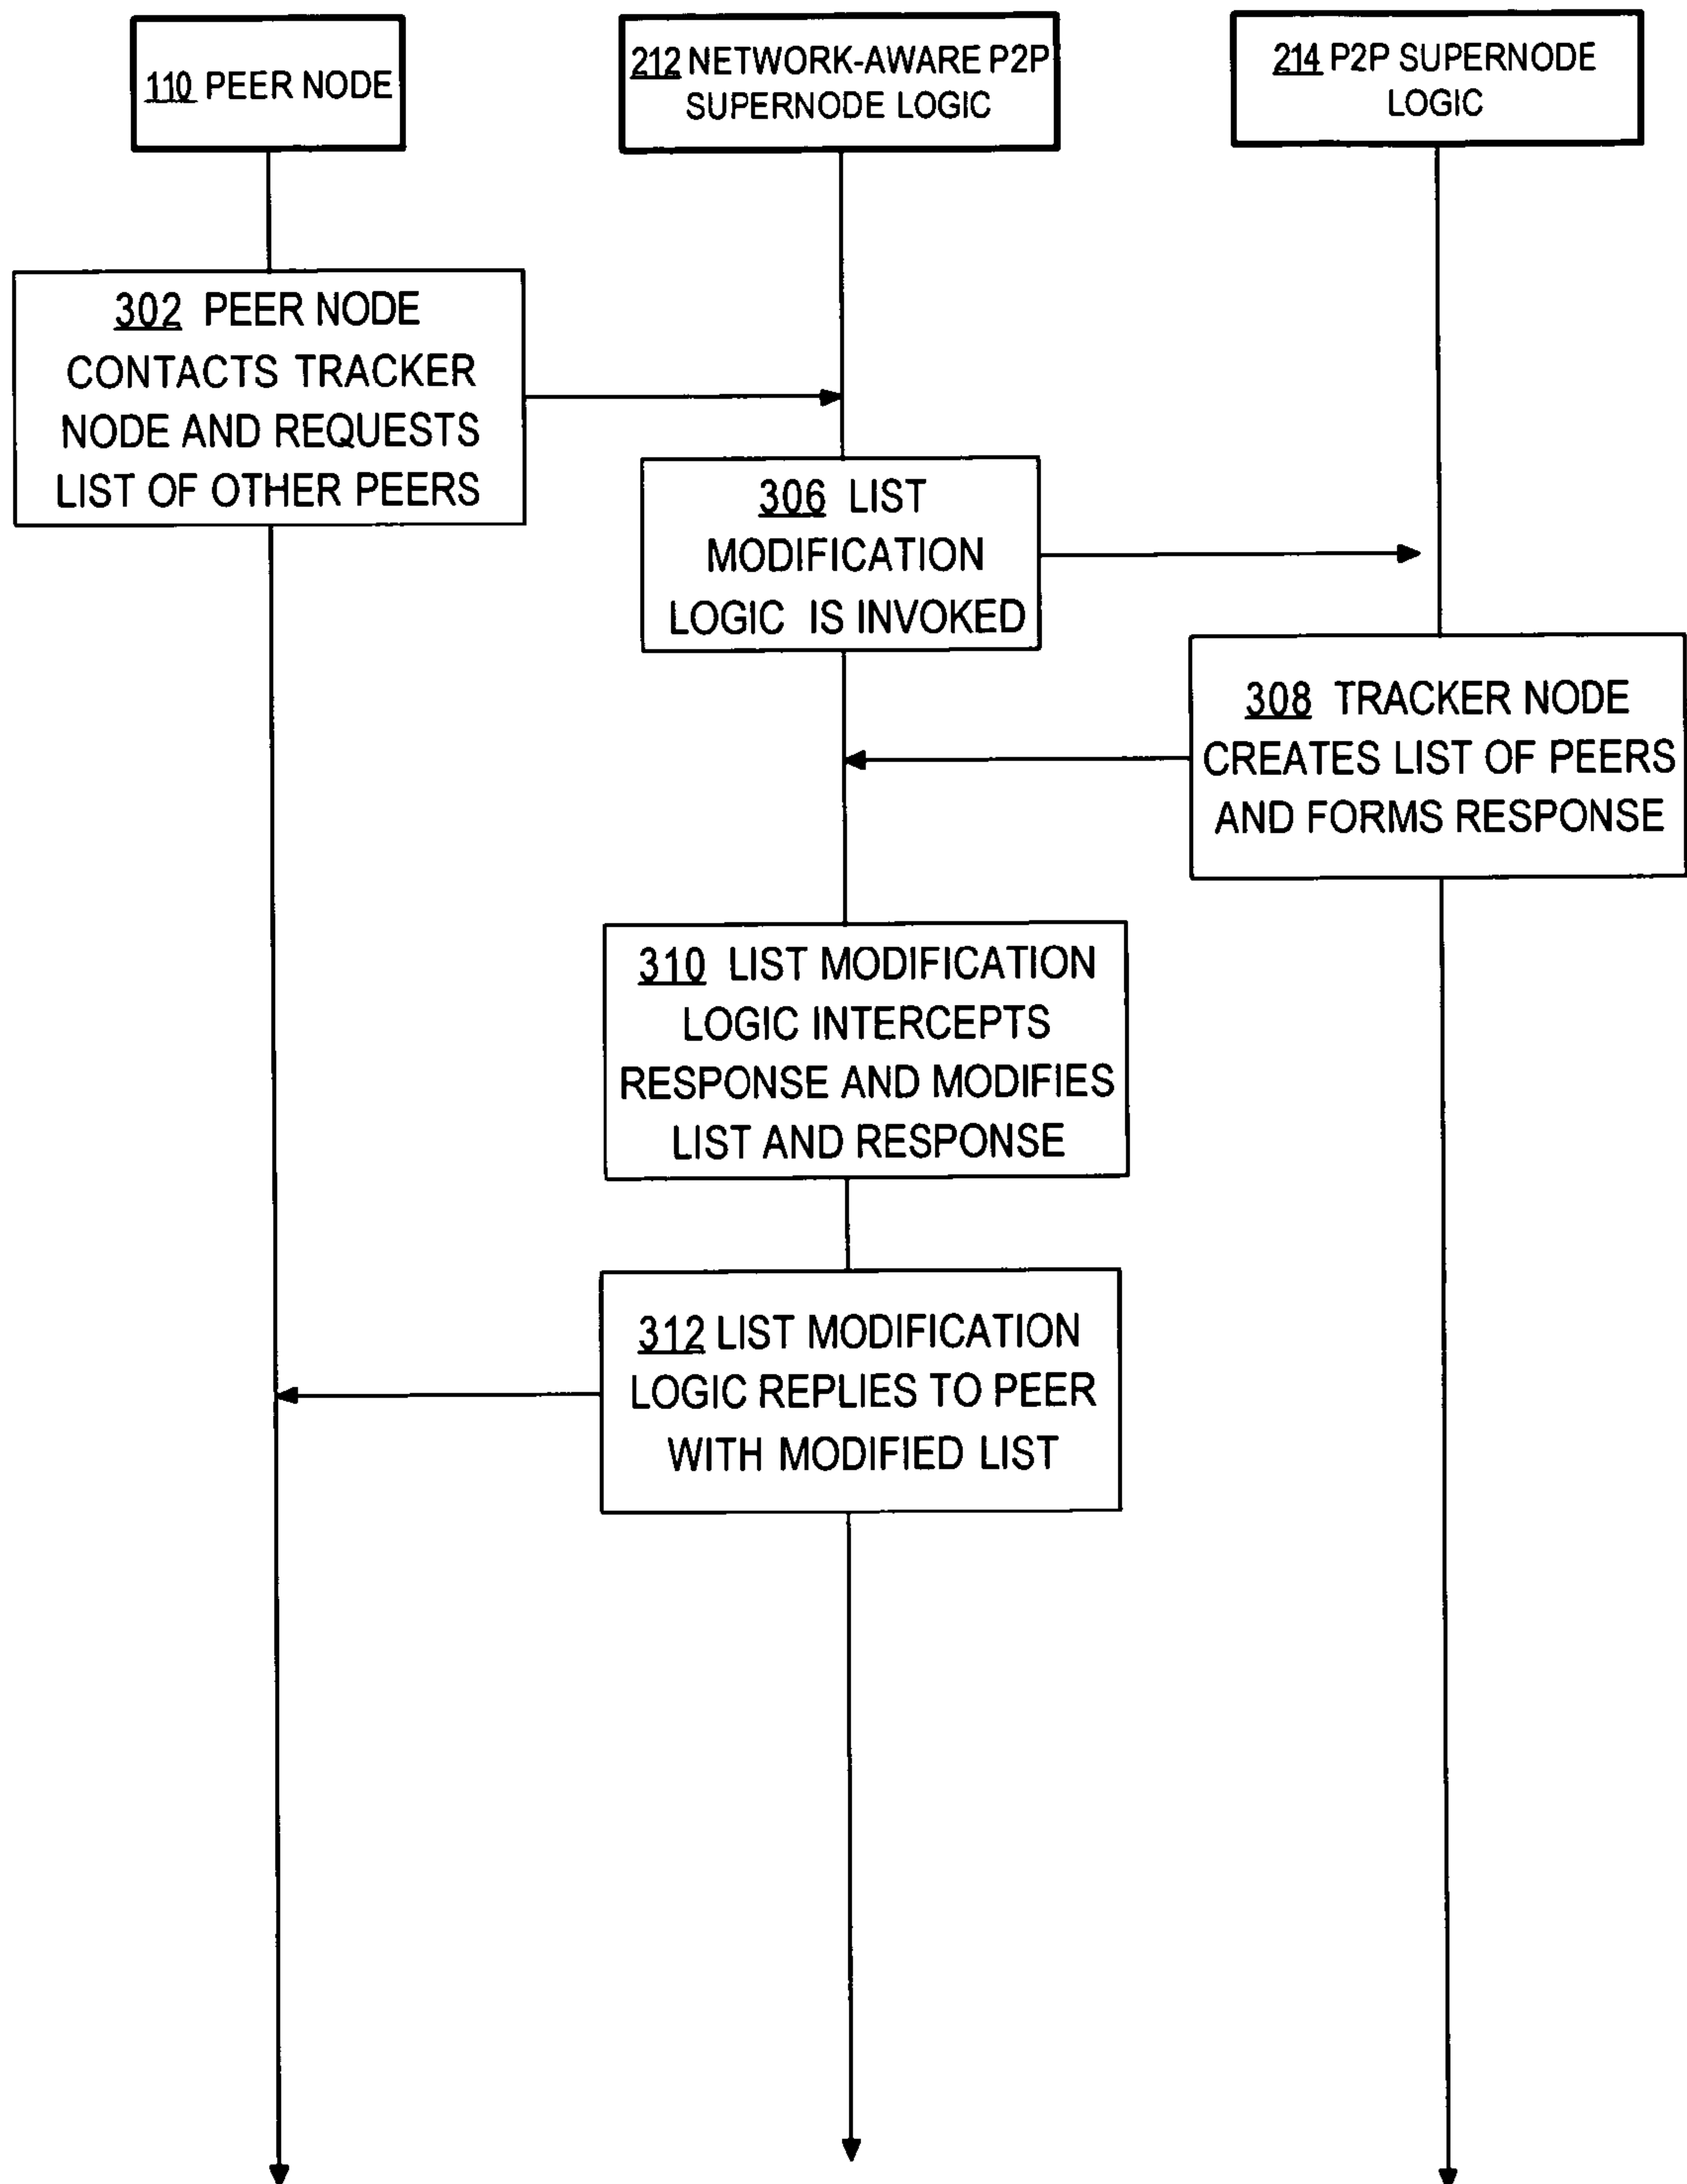 110 PEER NODE
212 NETWORK-AWARE P2P
SUPERNODE LOGIC
214 P2P SUPERNODE
LOGIC
302 PEER NODE
CONTACTS TRACKER
NODE AND REQUESTS
LIST OF OTHER PEERS
306 LIST
MODIFICATION
LOGIC IS INVOKED
308 TRACKER NODE
CREATES LIST OF PEERS
AND FORMS RESPONSE
310 LIST MODIFICATION
LOGIC INTERCEPTS
RESPONSE AND MODIFIES
LIST AND RESPONSE
312 LIST MODIFICATION
LOGIC REPLIES TO PEER
WITH MODIFIED LIST